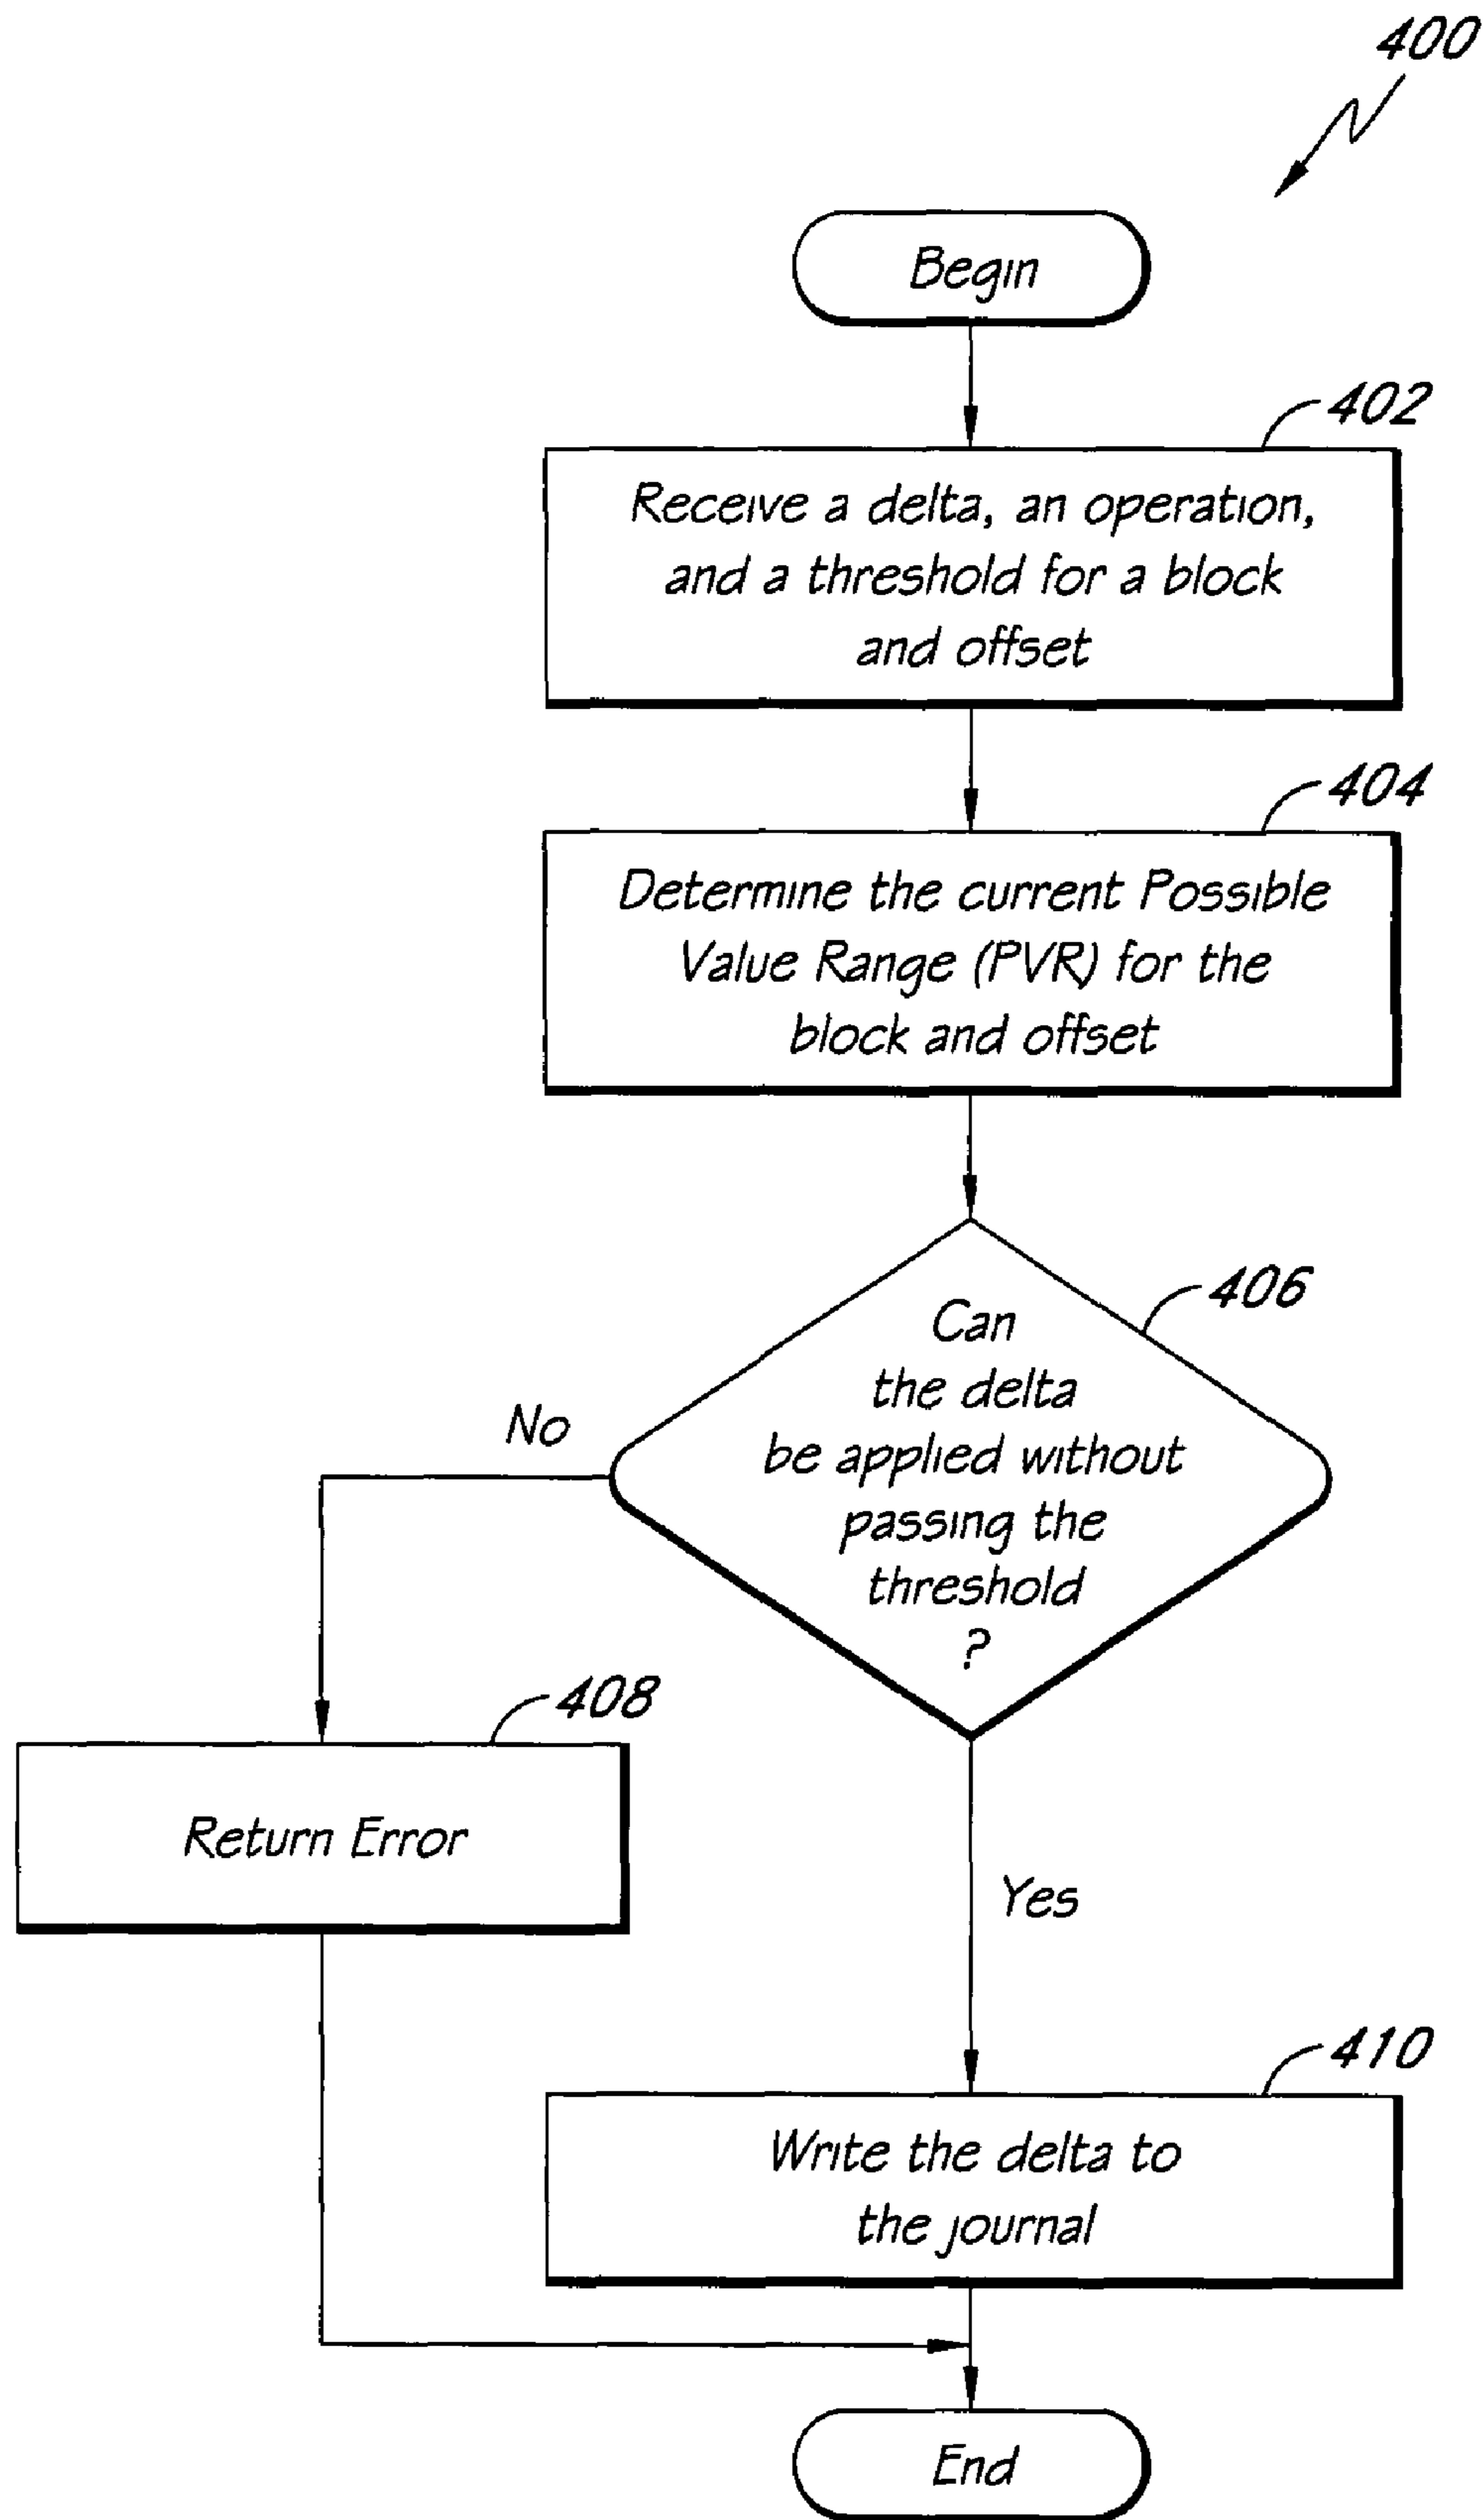 400
Begin
402
Receive a delta, an operation,
and a threshold for a block
and offset
404
Determine the current Possible
Value Range (PVR) for the
block and offset
406
Can
the delta
be applied without
passing the
threshold
?
No
408
Return Error
Yes
410
Write the delta to
the journal
End